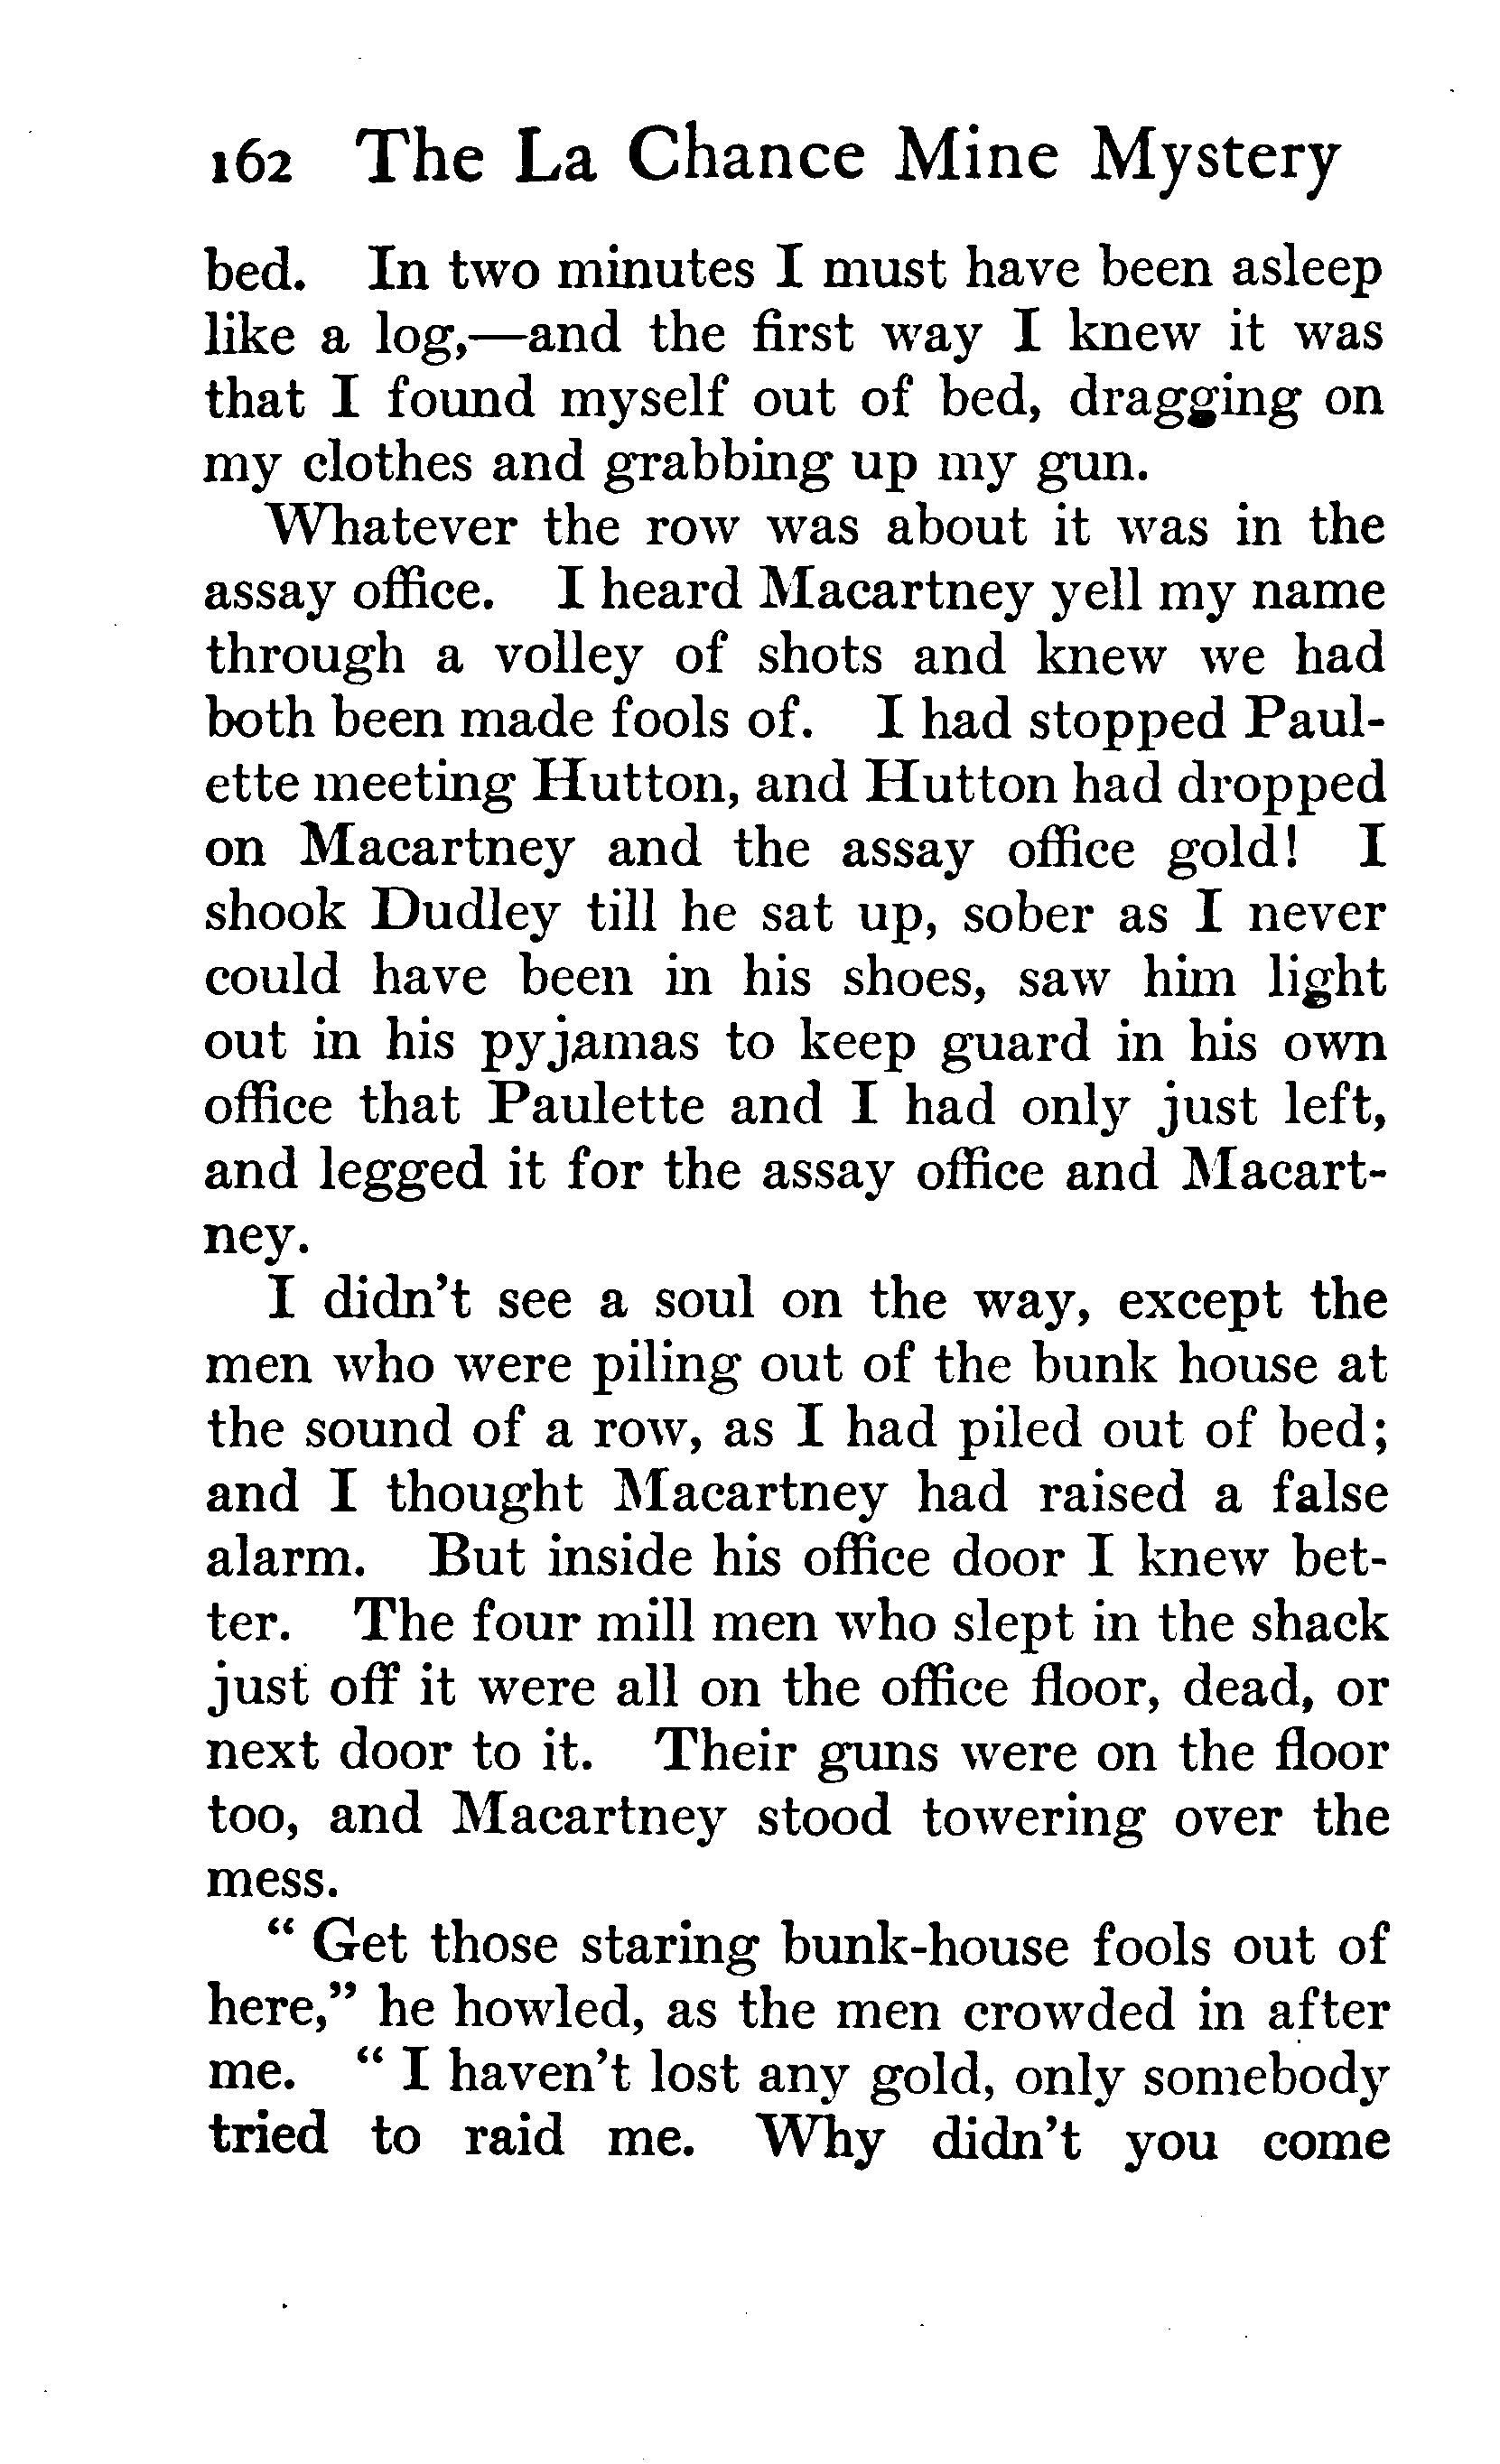 162 The La Chance Mine Mystery
bed. In two minutes I must have been asleep
like a log,—and the first way I knew it was
that I found myself out of bed, dragging on
my clothes and grabbing up my gun.
Whatever the row was about it was in the
assay office. I heard Macartney yell my name
through a volley of shots and knew we had
both been made fools of. I had stopped Paul-
ette meeting Hutton, and Hutton had dropped
on Macartney and the assay office gold! I
shook Dudley till he sat up, sober as I never
could have been in his shoes, saw him light
out in his pyjamas to keep guard in his own
office that Paulette and I had only just left,
and legged it for the assay office and Macart-
ney.
I didn't see a soul on the way, except the
men who were piling out of the bunk house at
the sound of a row, as I had piled out of bed;
and I thought Macartney had raised a false
alarm. But inside his office door I knew bet-
ter. The four mill men who slept in the shack
just off it were all on the office floor, dead, or
next door to it. Their guns were on the floor
too, and Macartney stood towering over the
mess.
“ Get those staring bunk-house fools out of
here,” he howled, as the men crowded in after
me. “ I haven't lost any gold, only somebody
tried to raid me. Why didn't you come